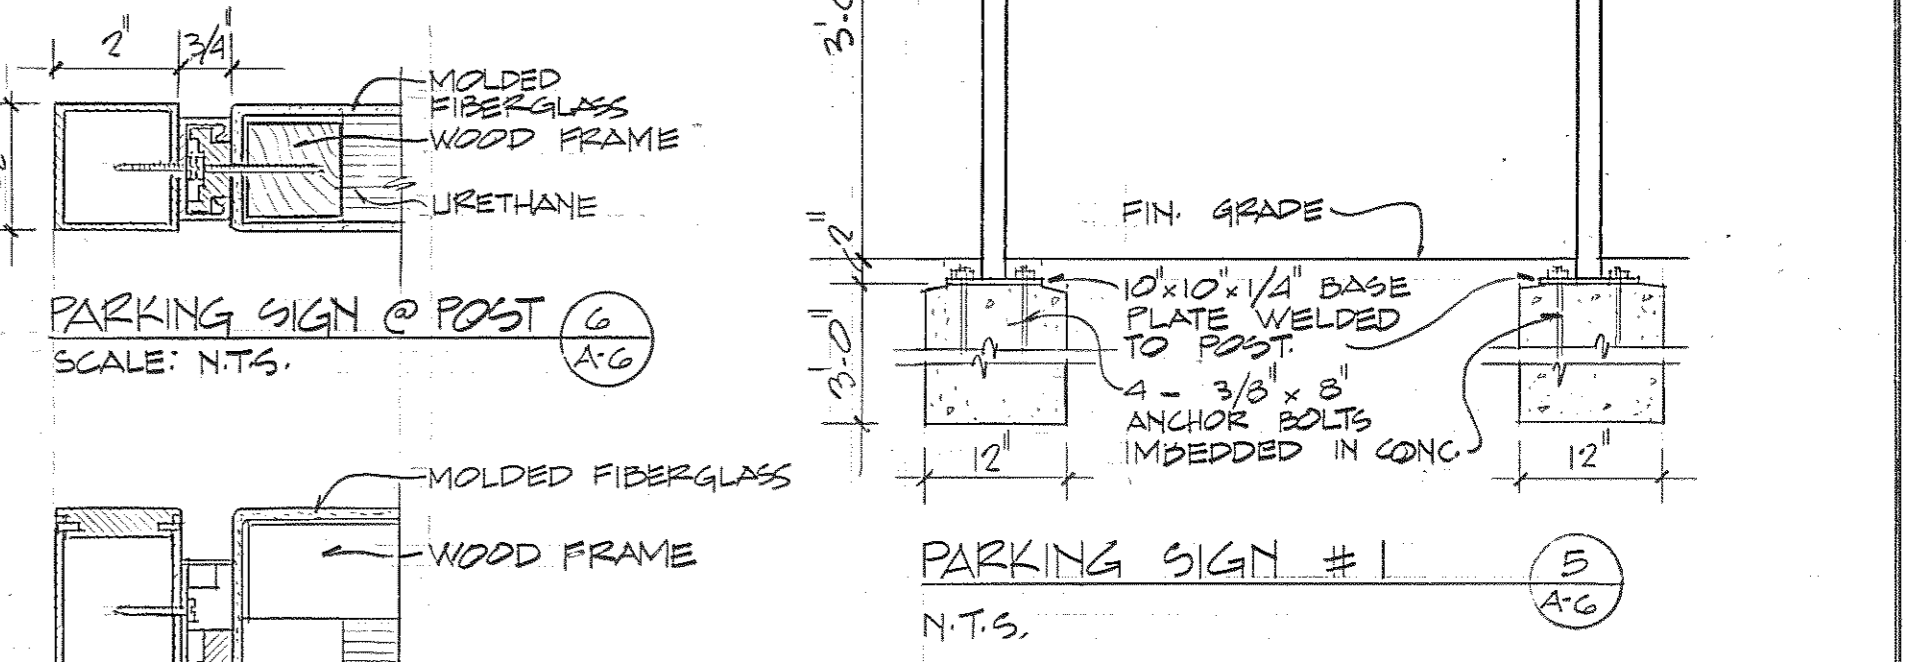 2" 3/4"
MOLDED
FIBERGLASS
WOOD FRAME
URETHANE
PARKING SIGN @ POST 6
SCALE: N.T.S. A-6
MOLDED FIBERGLASS
WOOD FRAME
2"
3'-0"
FIN. GRADE
10"x10"x1/4" BASE
PLATE WELDED
TO POST.
4 - 3/8" x 8"
ANCHOR BOLTS
IMBEDDED IN CONC.
12" 12"
PARKING SIGN #1 5
N.T.S. A-6